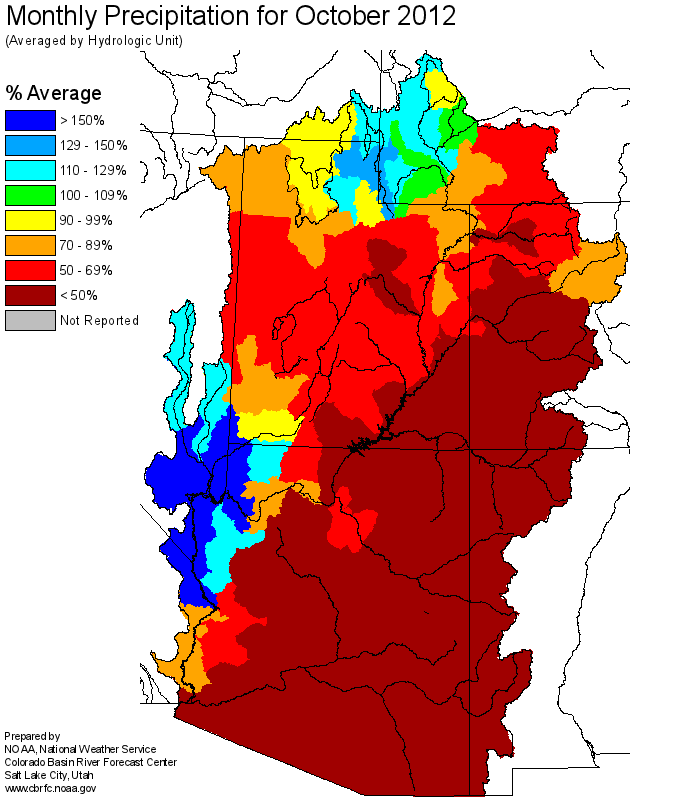 Monthly Precipitation for October 2012
(Averaged by Hydrologic Unit)
% Average
> 150%
129 - 150%
110 - 129%
100 - 109%
90 - 99%
70 - 89%
50 - 69%
< 50%
Not Reported
Prepared by
NOAA, National Weather Service
Colorado Basin River Forecast Center
Salt Lake City, Utah
www.cbrfc.noaa.gov